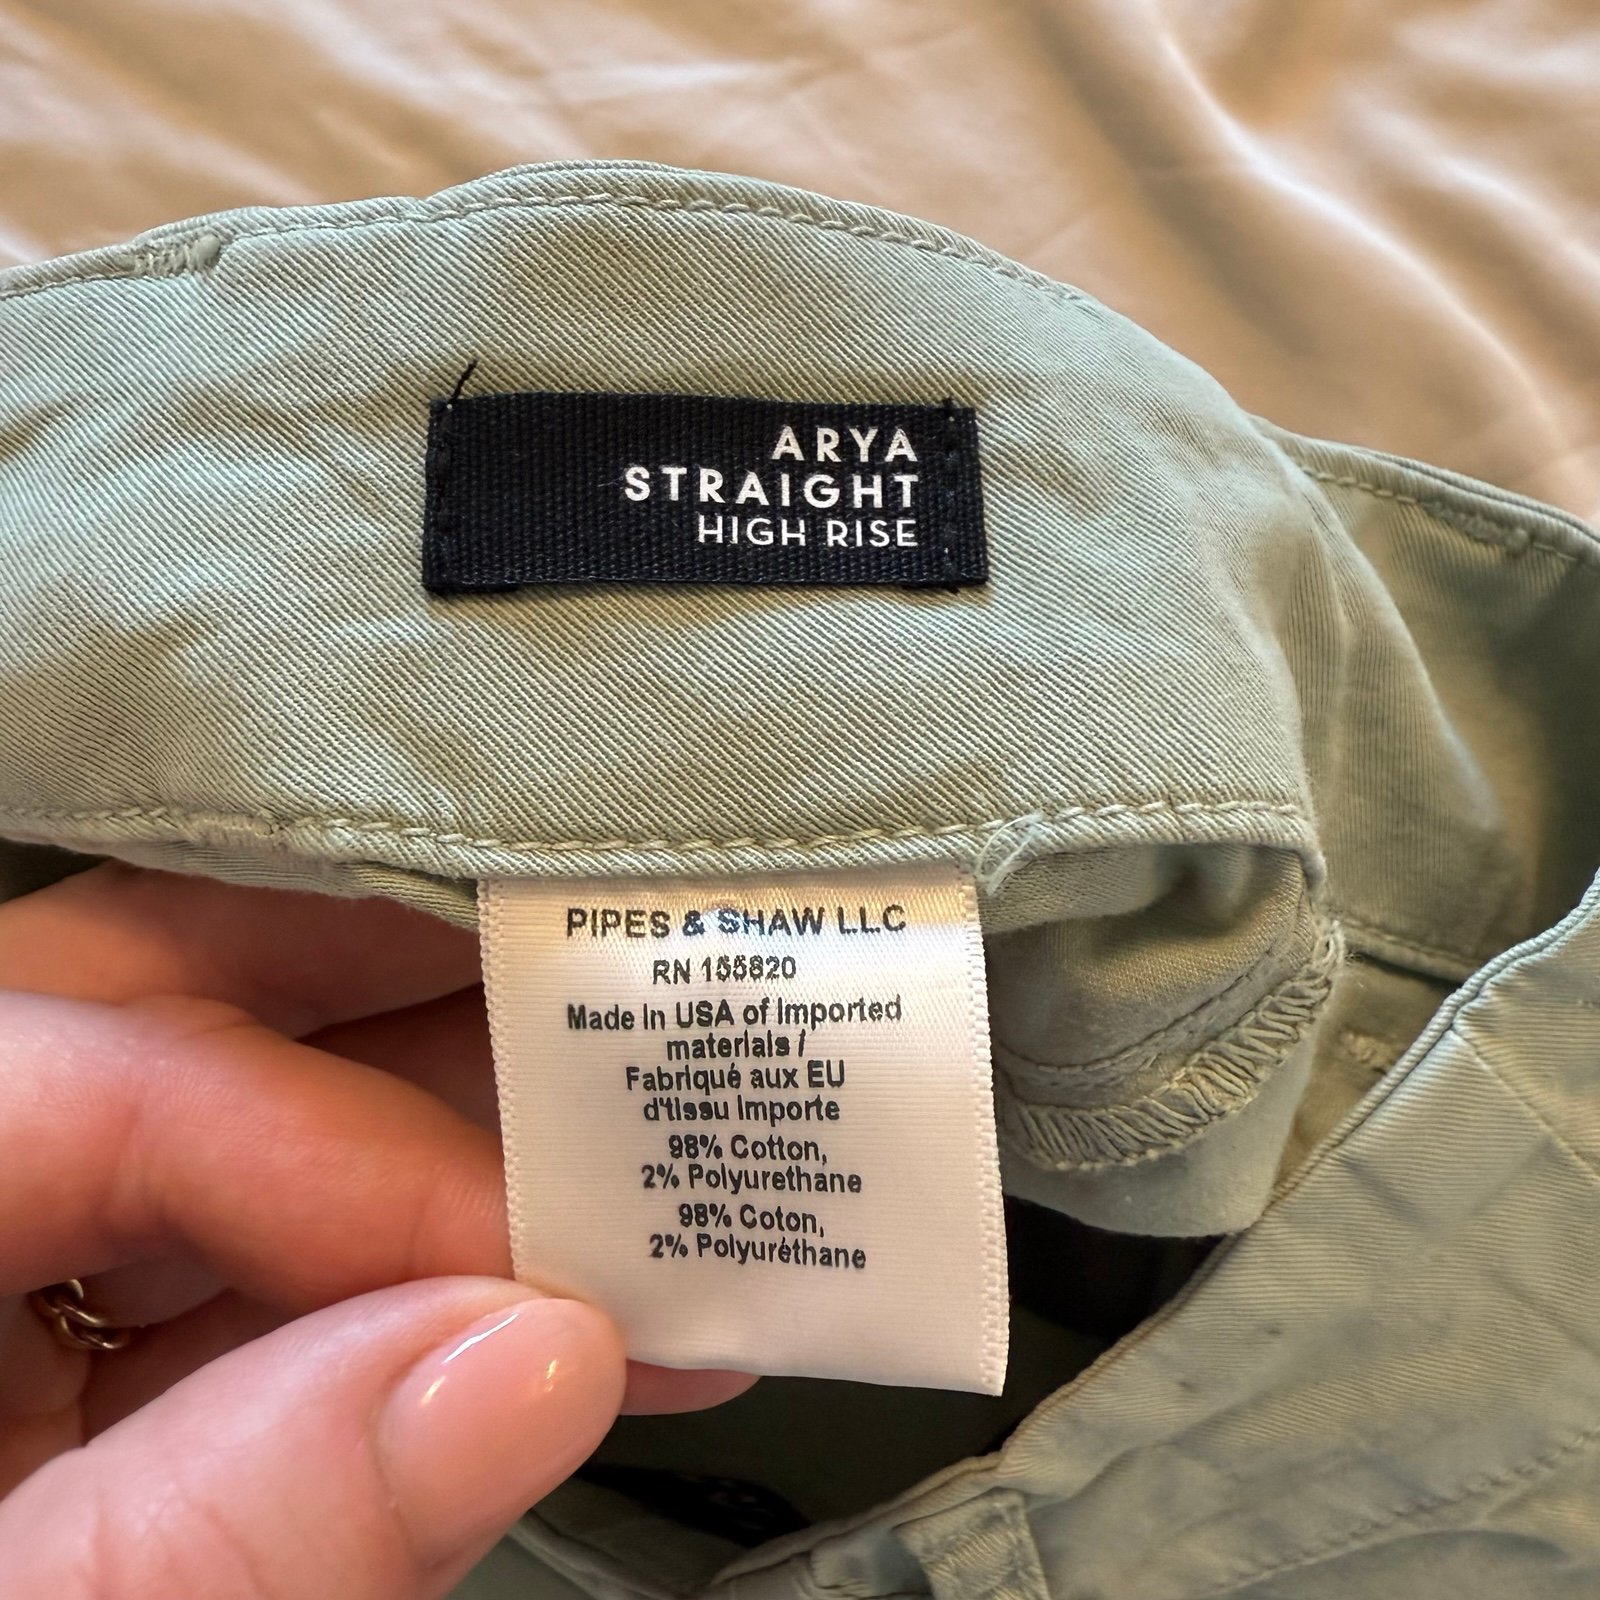 ARYA
STRAIGHT
HIGH RISE
PIPES & SHAW LLC
RN 155820
Made In USA of Imported
materials /
Fabriqué aux EU
d'tissu Importe
98% Cotton,
2% Polyurethane
98% Coton,
2% Polyuréthane